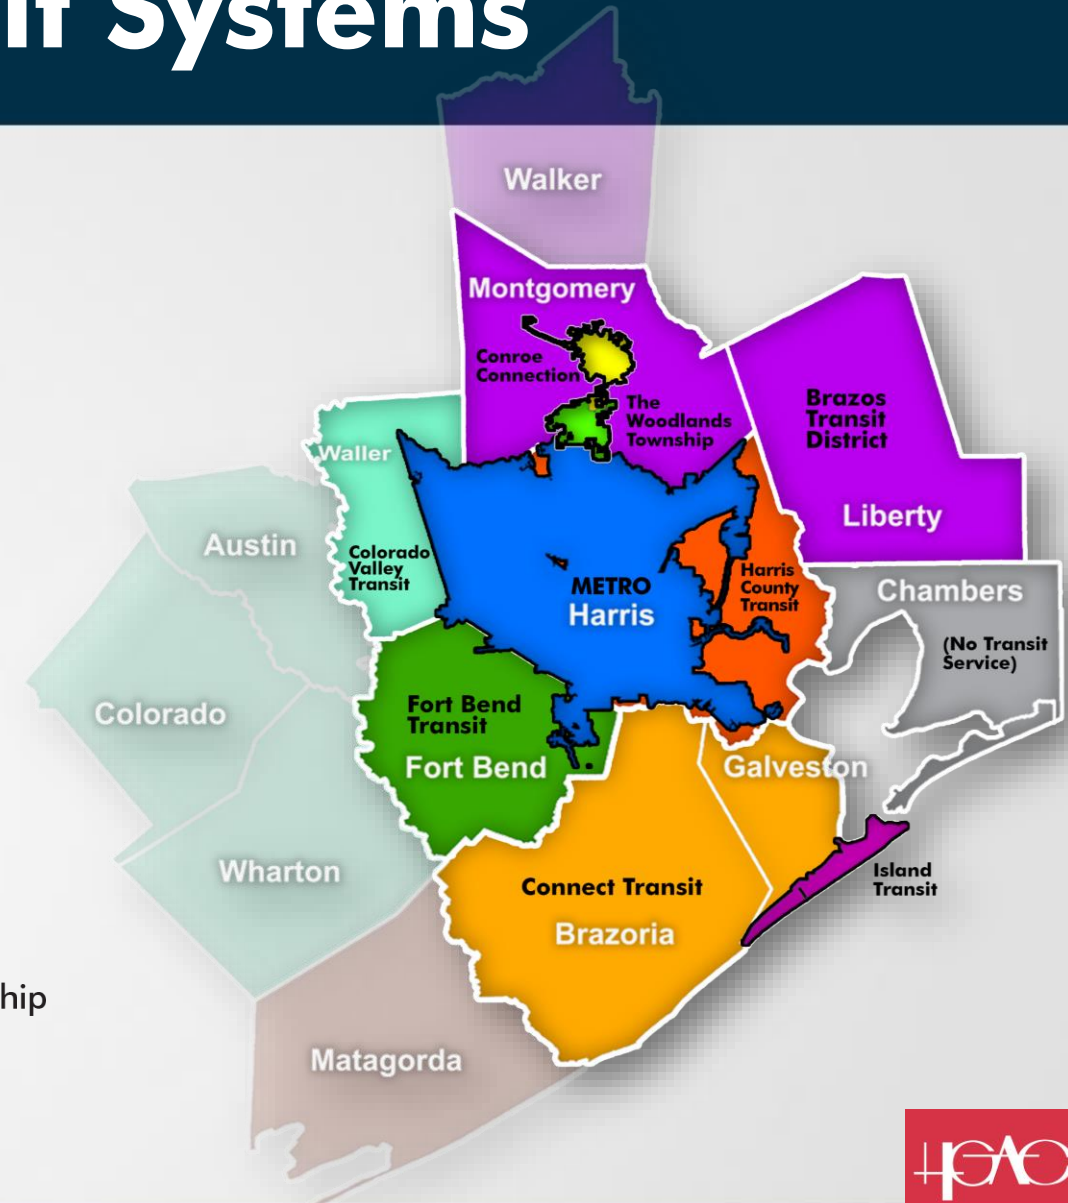 it Systems
Walker
Montgomery
Conroe
Connection
The
Woodlands
Township
Brazos
Transit
District
Liberty
Waller
Colorado
Valley
Transit
Austin
METRO
Harris
Harris
County
Transit
Chambers
(No Transit
Service)
Colorado
Fort Bend
Transit
Fort Bend
Galveston
Wharton
Connect Transit
Brazoria
Island
Transit
hip
Matagorda